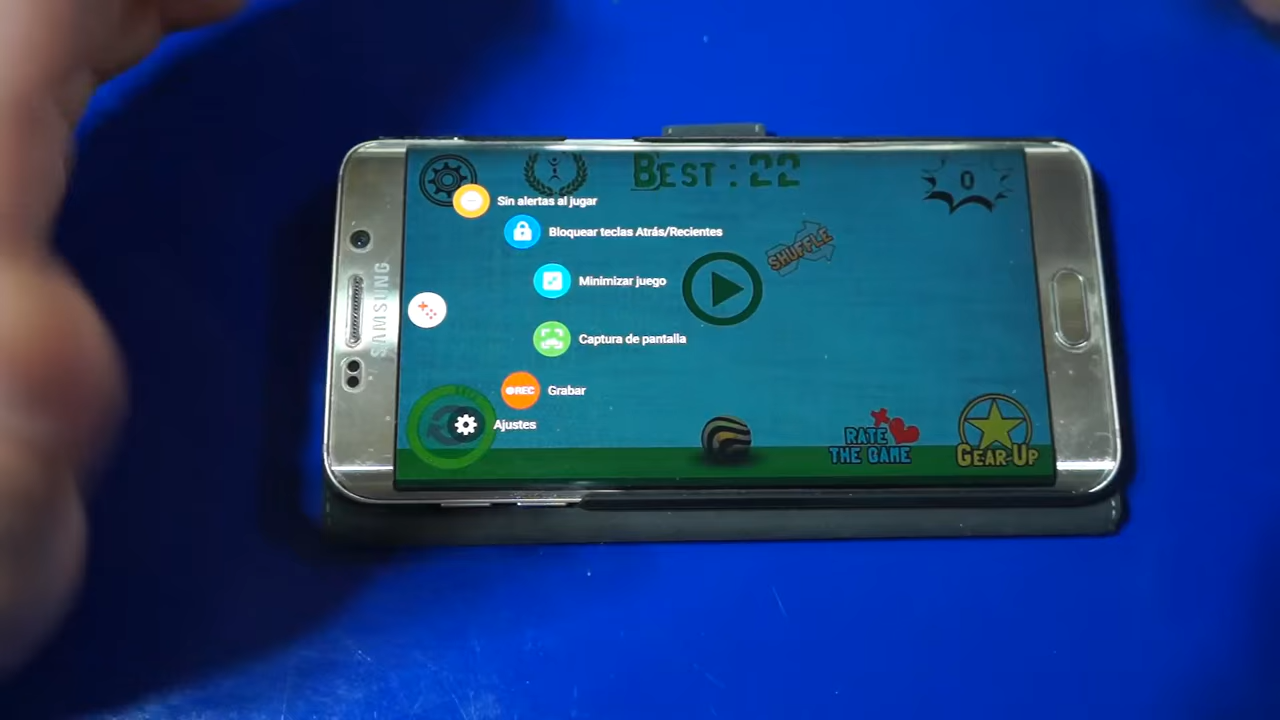 BEST : 22
0
Sin alertas al jugar
Bloquear teclas Atrás/Recientes
SHUFFLE
Minimizar juego
SAMSUNG
Captura de pantalla
REC
Grabar
Ajustes
RATE
THE GAME
GEAR UP